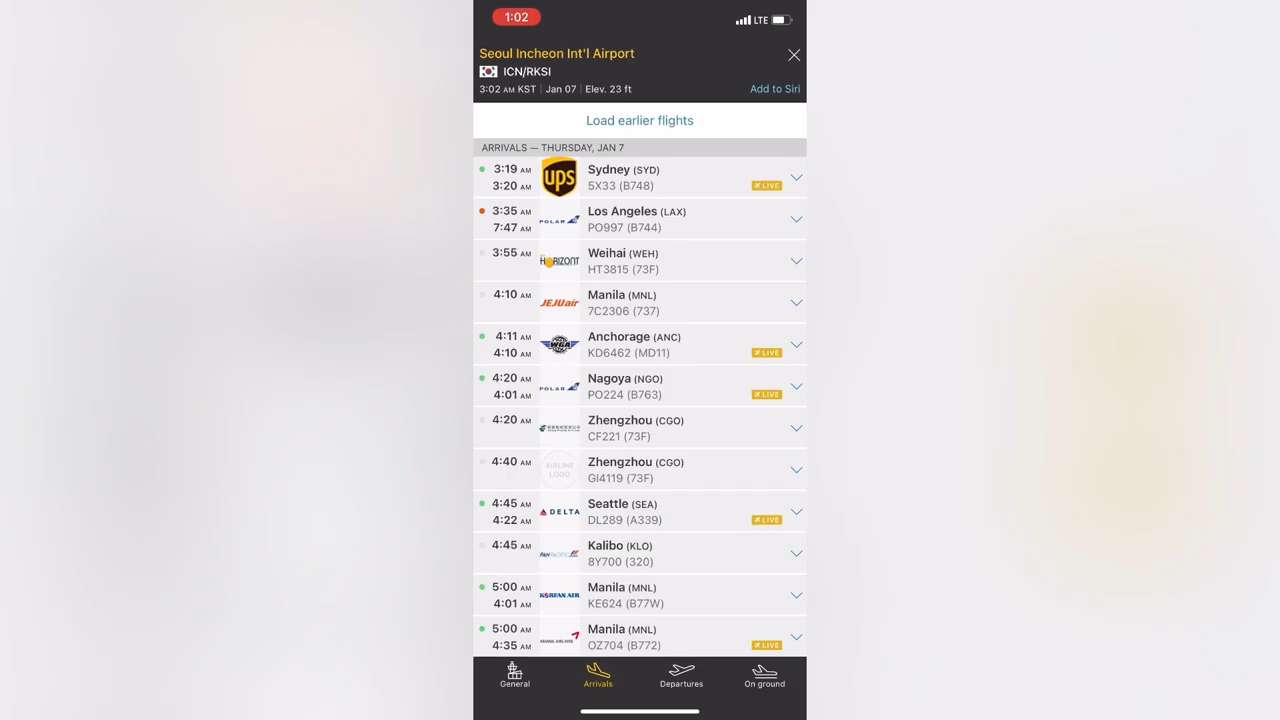 1:02
LTE
Seoul Incheon Int'l Airport
ICN/RKSI
3:02 AM KST | Jan 07 | Elev. 23 ft
Add to Siri
Load earlier flights
ARRIVALS — THURSDAY, JAN 7
3:19 AM
3:20 AM
ups
Sydney (SYD)
5X33 (B748)
LIVE
3:35 AM
7:47 AM
POLAR
Los Angeles (LAX)
PO997 (B744)
3:55 AM
HORIZONT
Weihai (WEH)
HT3815 (73F)
4:10 AM
JEJUair
Manila (MNL)
7C2306 (737)
4:11 AM
4:10 AM
WGA
Anchorage (ANC)
KD6462 (MD11)
LIVE
4:20 AM
4:01 AM
POLAR
Nagoya (NGO)
PO224 (B763)
LIVE
4:20 AM
Zhengzhou (CGO)
CF221 (73F)
4:40 AM
AIRLINE
LOGO
Zhengzhou (CGO)
GI4119 (73F)
4:45 AM
4:22 AM
DELTA
Seattle (SEA)
DL289 (A339)
LIVE
4:45 AM
Kalibo (KLO)
8Y700 (320)
5:00 AM
4:01 AM
KOREAN AIR
Manila (MNL)
KE624 (B77W)
5:00 AM
4:35 AM
ASIANA AIRLINES
Manila (MNL)
OZ704 (B772)
LIVE
General
Arrivals
Departures
On ground